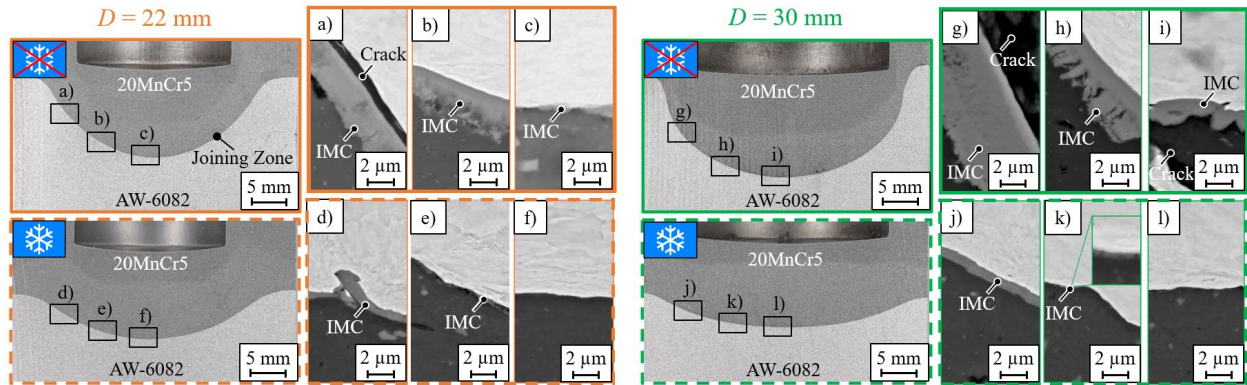 D = 22 mm
20MnCr5
a)
b)
c)
Joining Zone
AW-6082
5 mm
a)
Crack
IMC
2 µm
b)
IMC
2 µm
c)
IMC
2 µm
20MnCr5
d)
e)
f)
AW-6082
5 mm
d)
IMC
2 µm
e)
IMC
2 µm
f)
2 µm
D = 30 mm
20MnCr5
g)
h)
i)
AW-6082
5 mm
g)
Crack
IMC
2 µm
h)
IMC
2 µm
i)
IMC
Crack
2 µm
20MnCr5
j)
k)
l)
AW-6082
5 mm
j)
IMC
2 µm
k)
IMC
2 µm
l)
2 µm